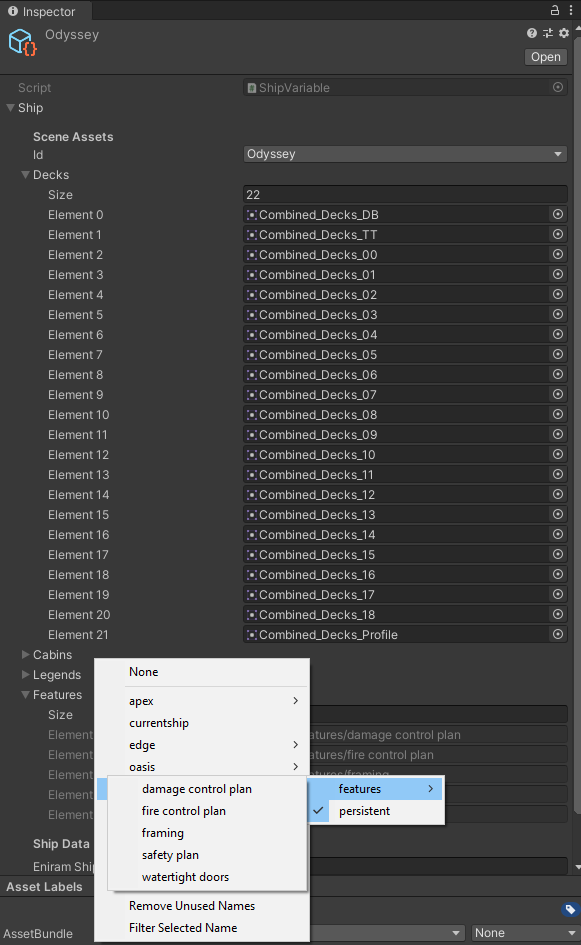 Inspector
Odyssey
Open
Script ShipVariable
Ship
Scene Assets
Id Odyssey
Decks
Size 22
Element 0 Combined_Decks_DB
Element 1 Combined_Decks_TT
Element 2 Combined_Decks_00
Element 3 Combined_Decks_01
Element 4 Combined_Decks_02
Element 5 Combined_Decks_03
Element 6 Combined_Decks_04
Element 7 Combined_Decks_05
Element 8 Combined_Decks_06
Element 9 Combined_Decks_07
Element 10 Combined_Decks_08
Element 11 Combined_Decks_09
Element 12 Combined_Decks_10
Element 13 Combined_Decks_11
Element 14 Combined_Decks_12
Element 15 Combined_Decks_13
Element 16 Combined_Decks_14
Element 17 Combined_Decks_15
Element 18 Combined_Decks_16
Element 19 Combined_Decks_17
Element 20 Combined_Decks_18
Element 21 Combined_Decks_Profile
Cabins
None
Legends
Features
apex
Size
currentship
Element atures/damage control plan
edge
Element atures/fire control plan
oasis
Element atures/framing
damage control plan features
Element
fire control plan persistent
Element
framing
Ship Data
safety plan
Eniram Ship
watertight doors
Asset Labels
Remove Unused Names
Filter Selected Name
AssetBundle None